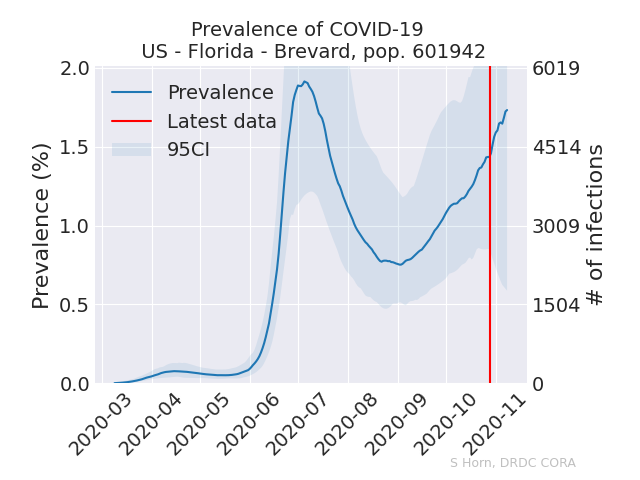 Prevalence of COVID-19
US - Florida - Brevard, pop. 601942
Prevalence
Latest data
95CI
Prevalence (%)
2.0
1.5
1.0
0.5
0.0
6019
4514
3009
1504
0
# of infections
2020-03
2020-04
2020-05
2020-06
2020-07
2020-08
2020-09
2020-10
2020-11
S Horn, DRDC CORA